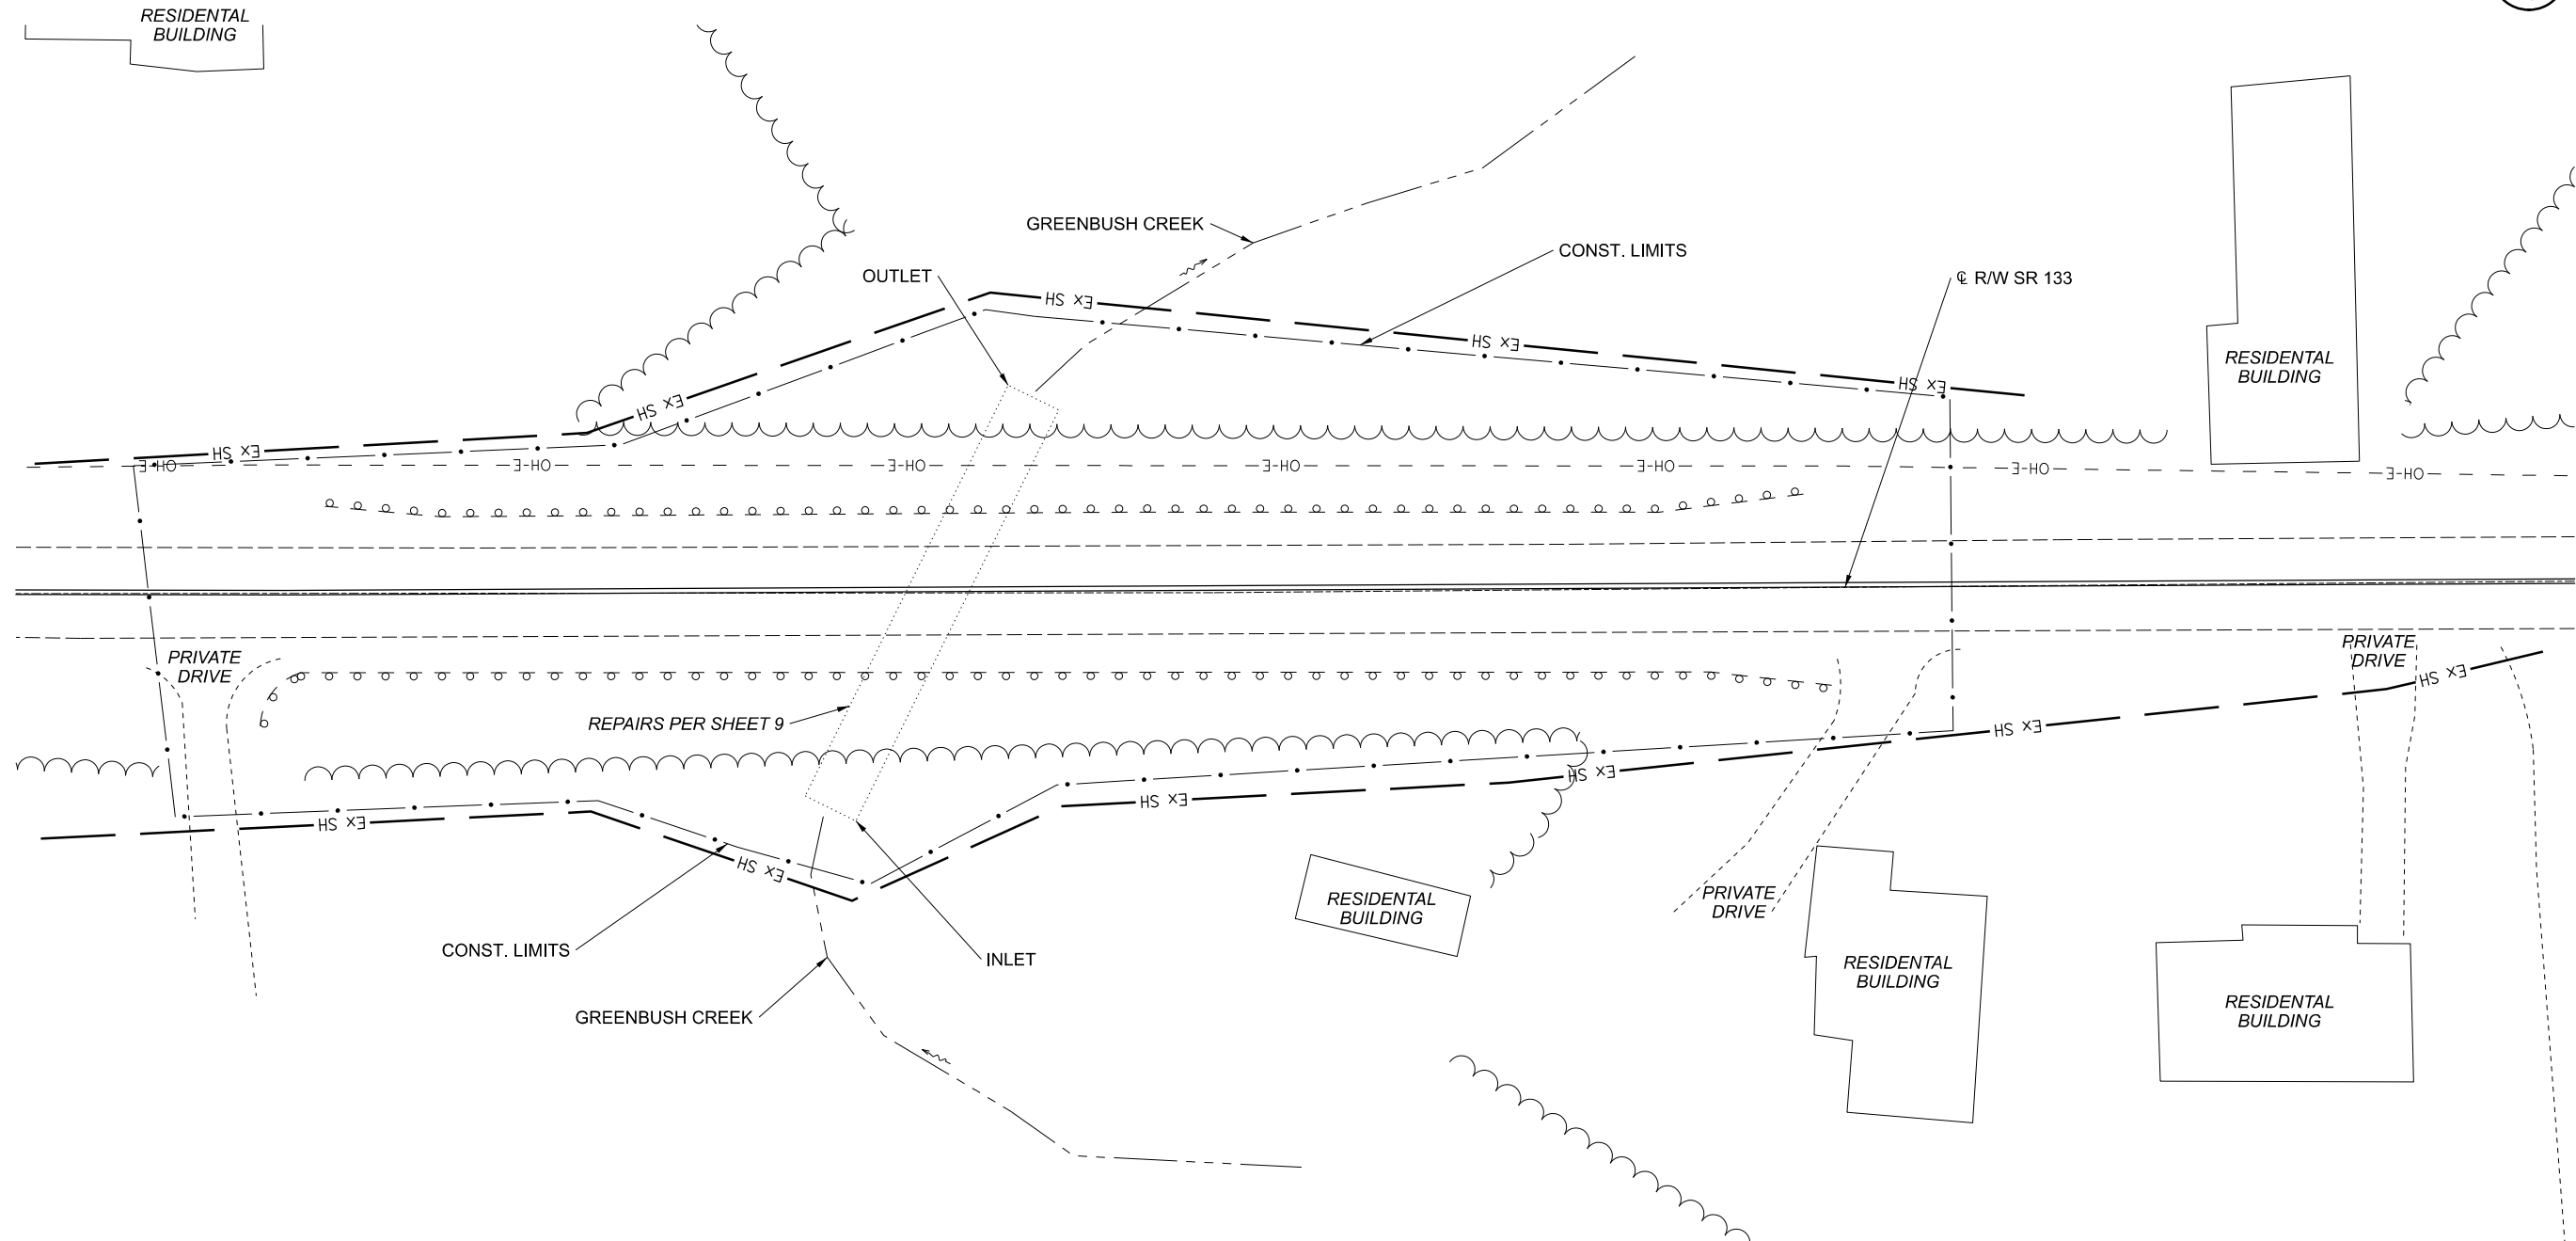 RESIDENTAL
BUILDING
GREENBUSH CREEK
CONST. LIMITS
OUTLET
℄ R/W SR 133
Ex SH
Ex SH
Ex SH
RESIDENTAL
BUILDING
Ex SH
Ex SH
OH-E
OH-E
OH-E
OH-E
OH-E
OH-E
OH-E
PRIVATE
DRIVE
PRIVATE
DRIVE
Ex SH
REPAIRS PER SHEET 9
Ex SH
Ex SH
Ex SH
Ex SH
Ex SH
RESIDENTAL
BUILDING
PRIVATE
DRIVE
CONST. LIMITS
INLET
RESIDENTAL
BUILDING
RESIDENTAL
BUILDING
GREENBUSH CREEK